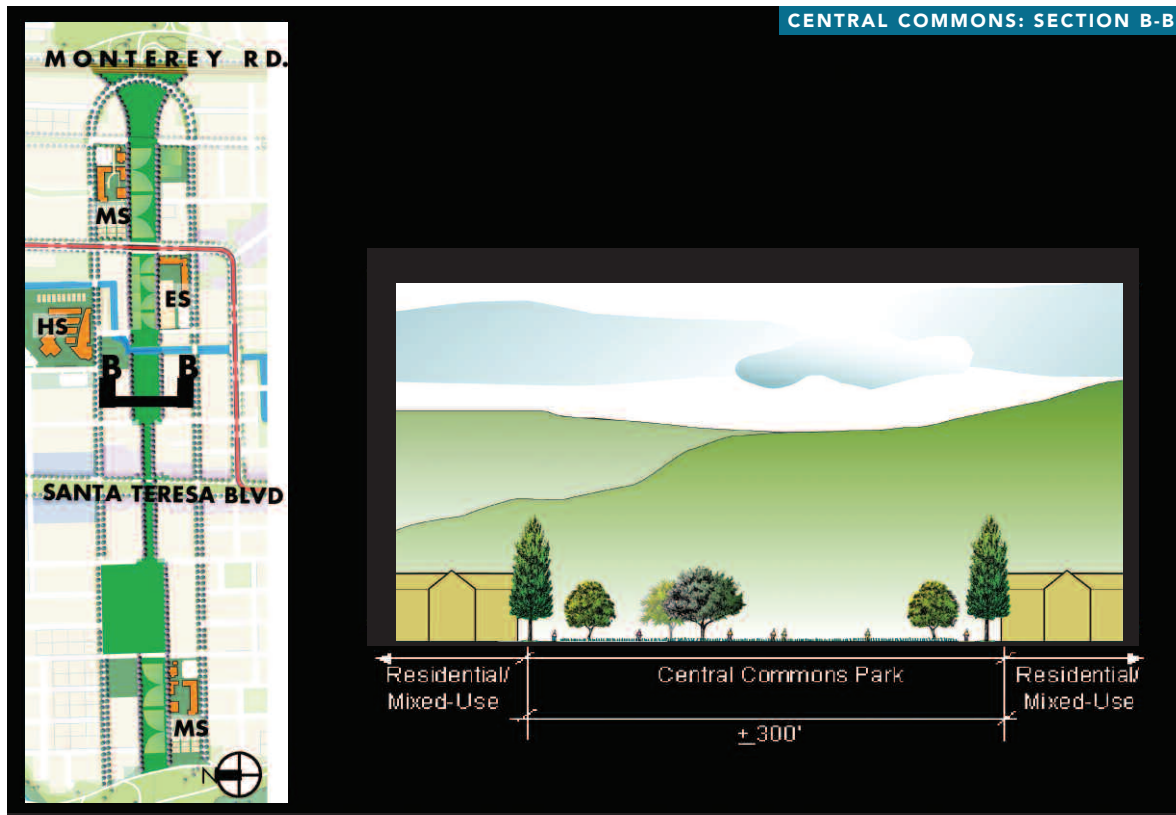 CENTRAL COMMONS: SECTION B-B
MONTEREY RD.
MS
ES
HS
B B
SANTA TERESA BLVD
MS
N
Residential/
Mixed-Use
Central Commons Park
± 300'
Residential/
Mixed-Use